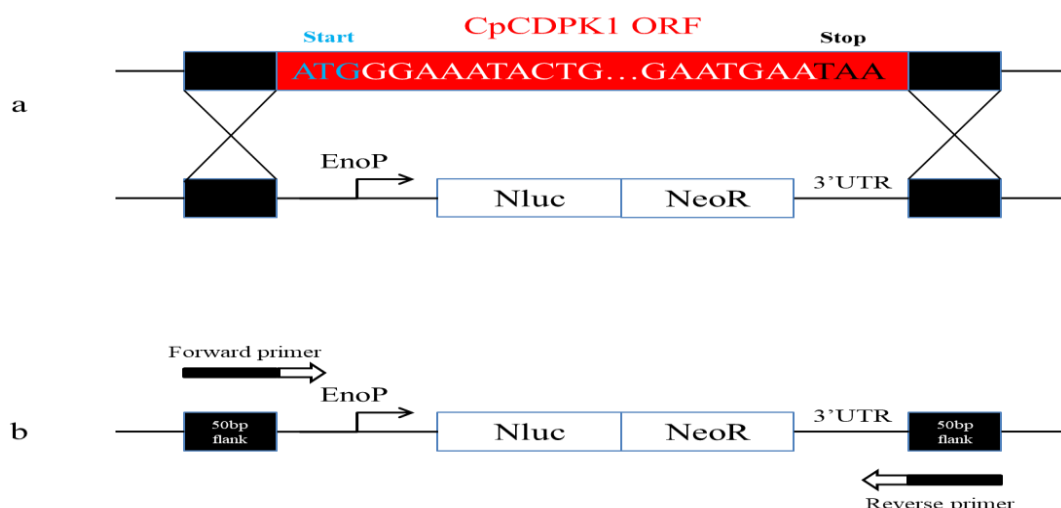 CpCDPK1 ORF
Start
Stop
ATGGGAAATACTG...GAATGAATAA
a
EnoP
3’UTR
Nluc
NeoR
Forward primer
EnoP
3’UTR
b
50bp
flank
Nluc
NeoR
50bp
flank
Reverse primer